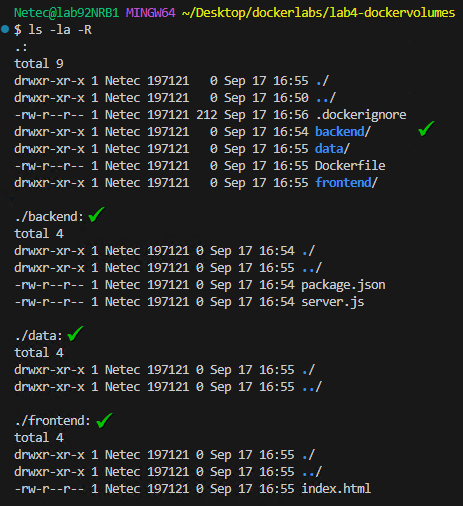 Netec@lab92NRB1 MINGW64 ~/Desktop/dockerlabs/lab4-dockervolumes
$ ls -la -R
.:
total 9
drwxr-xr-x 1 Netec 197121   0 Sep 17 16:55 ./
drwxr-xr-x 1 Netec 197121   0 Sep 17 16:50 ../
-rw-r--r-- 1 Netec 197121 212 Sep 17 16:56 .dockerignore
drwxr-xr-x 1 Netec 197121   0 Sep 17 16:54 backend/
drwxr-xr-x 1 Netec 197121   0 Sep 17 16:55 data/
-rw-r--r-- 1 Netec 197121   0 Sep 17 16:55 Dockerfile
drwxr-xr-x 1 Netec 197121   0 Sep 17 16:55 frontend/
./backend:
total 4
drwxr-xr-x 1 Netec 197121 0 Sep 17 16:54 ./
drwxr-xr-x 1 Netec 197121 0 Sep 17 16:55 ../
-rw-r--r-- 1 Netec 197121 0 Sep 17 16:54 package.json
-rw-r--r-- 1 Netec 197121 0 Sep 17 16:54 server.js
./data:
total 4
drwxr-xr-x 1 Netec 197121 0 Sep 17 16:55 ./
drwxr-xr-x 1 Netec 197121 0 Sep 17 16:55 ../
./frontend:
total 4
drwxr-xr-x 1 Netec 197121 0 Sep 17 16:55 ./
drwxr-xr-x 1 Netec 197121 0 Sep 17 16:55 ../
-rw-r--r-- 1 Netec 197121 0 Sep 17 16:55 index.html